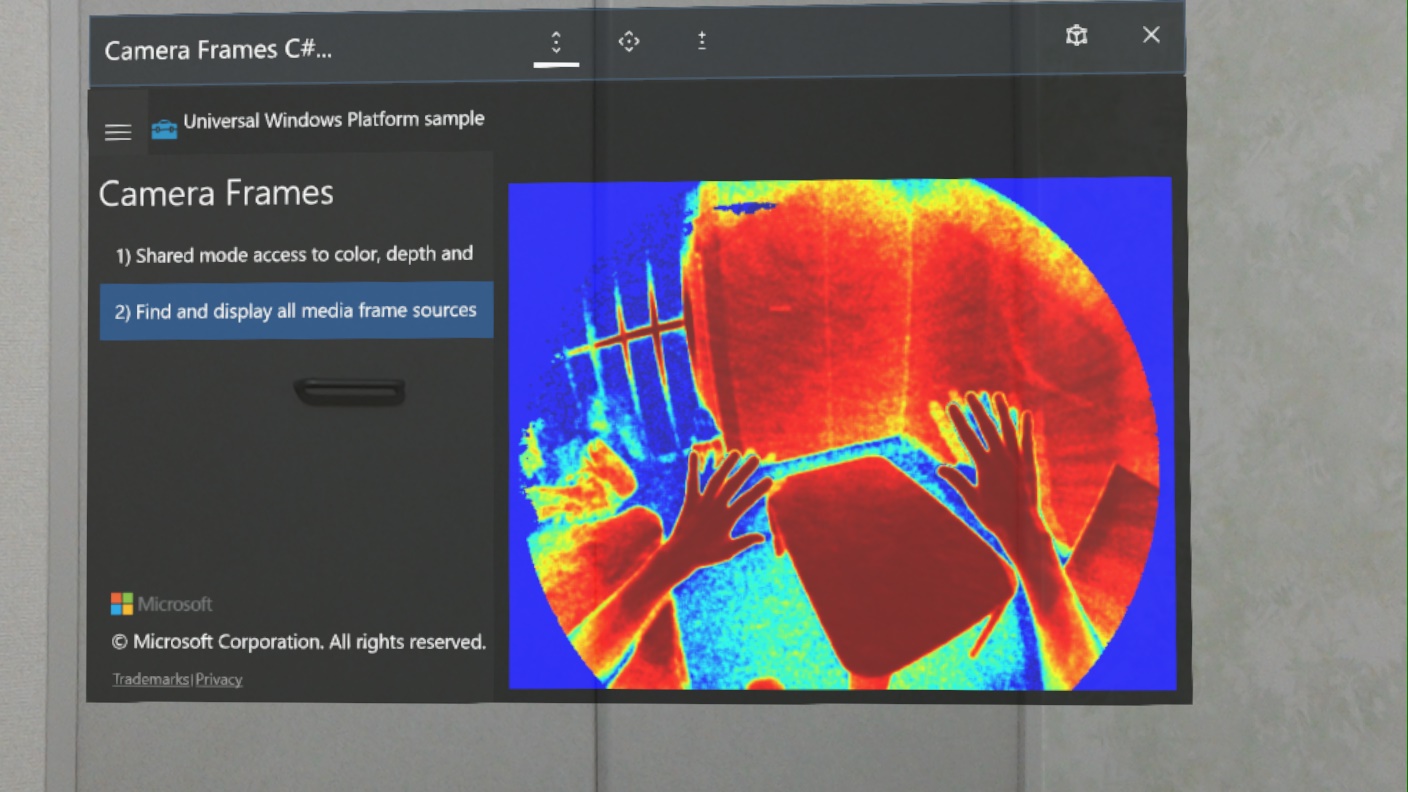 Camera Frames C#...
Universal Windows Platform sample
Camera Frames
1) Shared mode access to color, depth and
2) Find and display all media frame sources
Microsoft
© Microsoft Corporation. All rights reserved.
Trademarks|Privacy